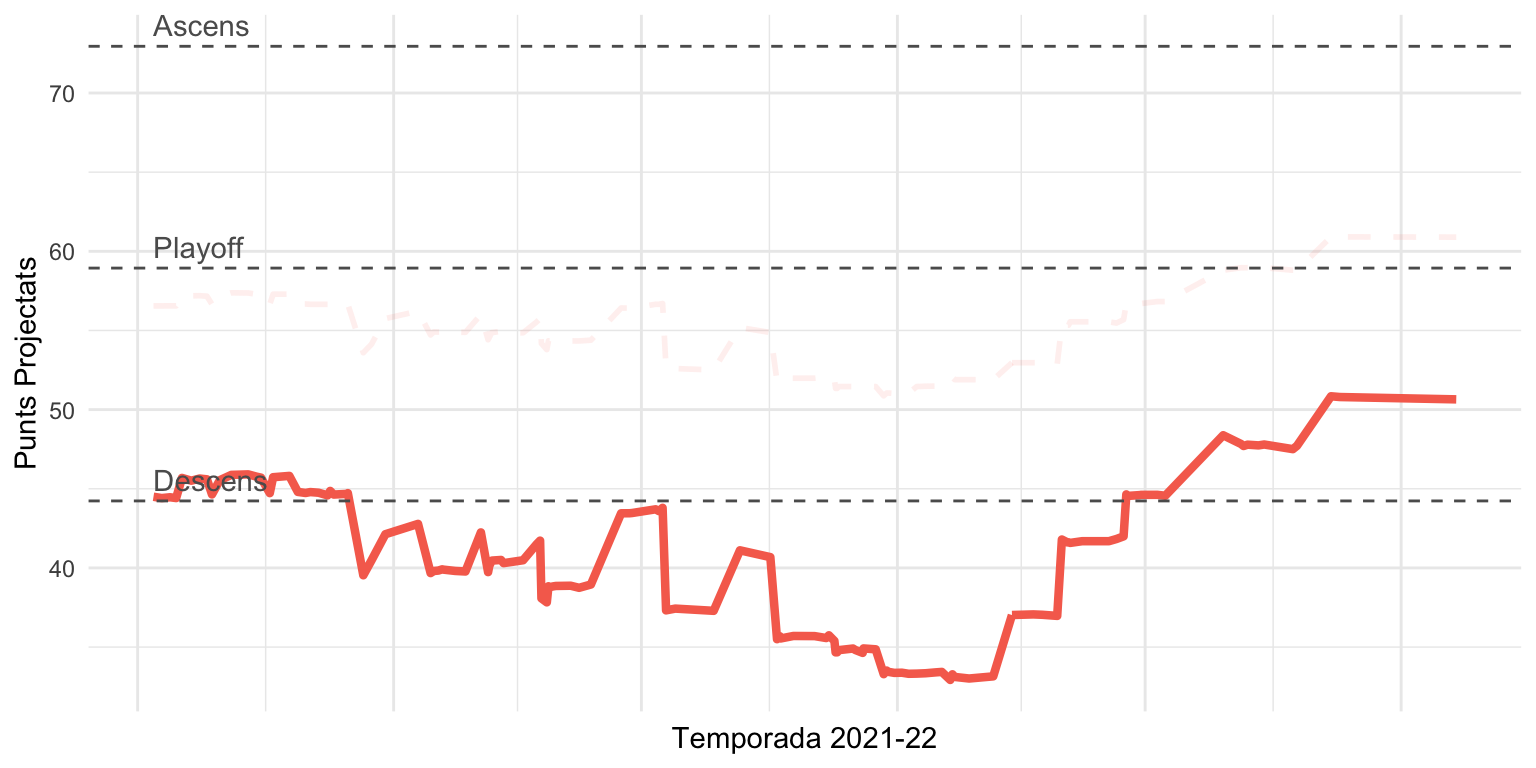 Ascens
70
Playoff
60
Punts Projectats
50
Descens
40
Temporada 2021-22